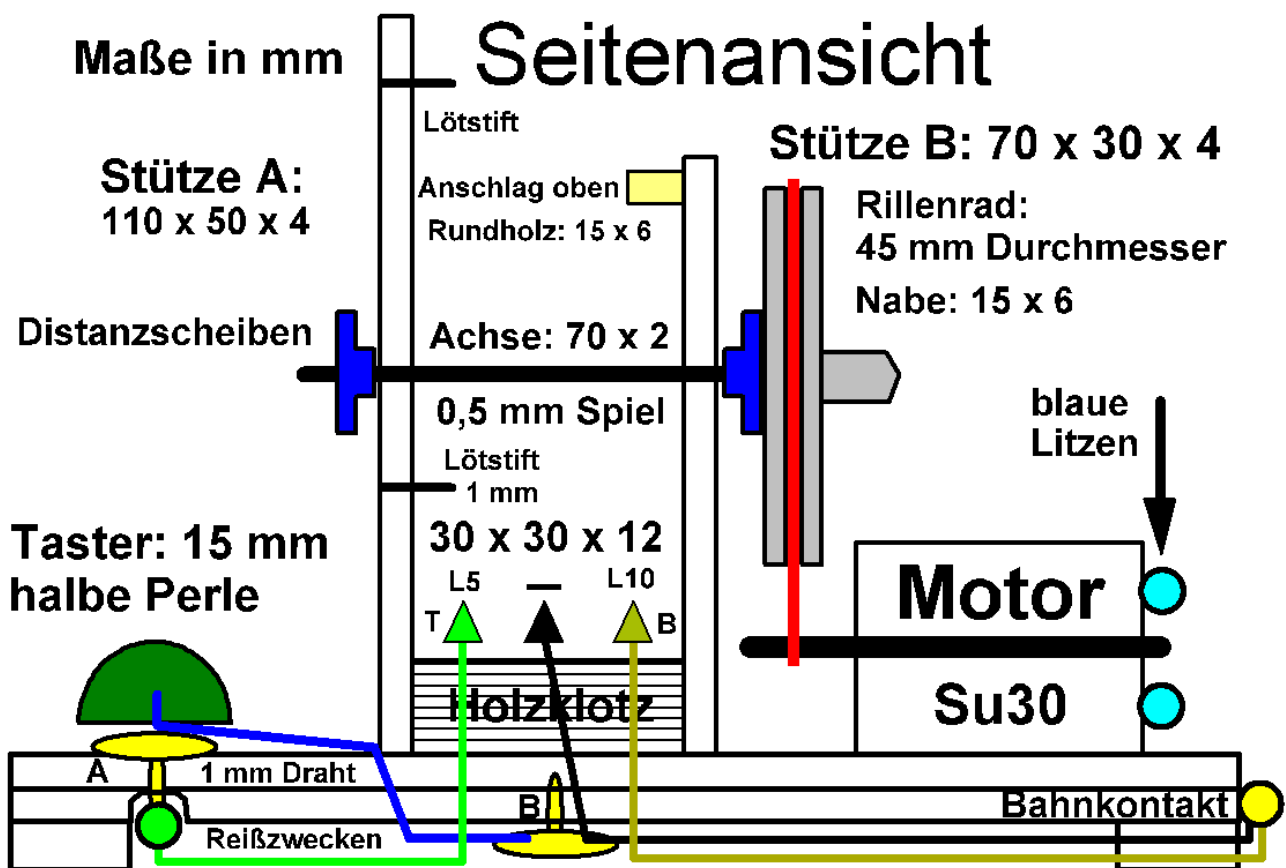 Seitenansicht
Maße in mm
Lötstift
Stütze B: 70 x 30 x 4
Stütze A:
110 x 50 x 4
Anschlag oben
Rundholz: 15 x 6
Rillenrad:
45 mm Durchmesser
Nabe: 15 x 6
Distanzscheiben
Achse: 70 x 2
0,5 mm Spiel
blaue
Litzen
Lötstift
1 mm
Taster: 15 mm
halbe Perle
30 x 30 x 12
L5
L10
T
B
Motor
Su30
Holzklotz
A
1 mm Draht
B
Bahnkontakt
Reißzwecken